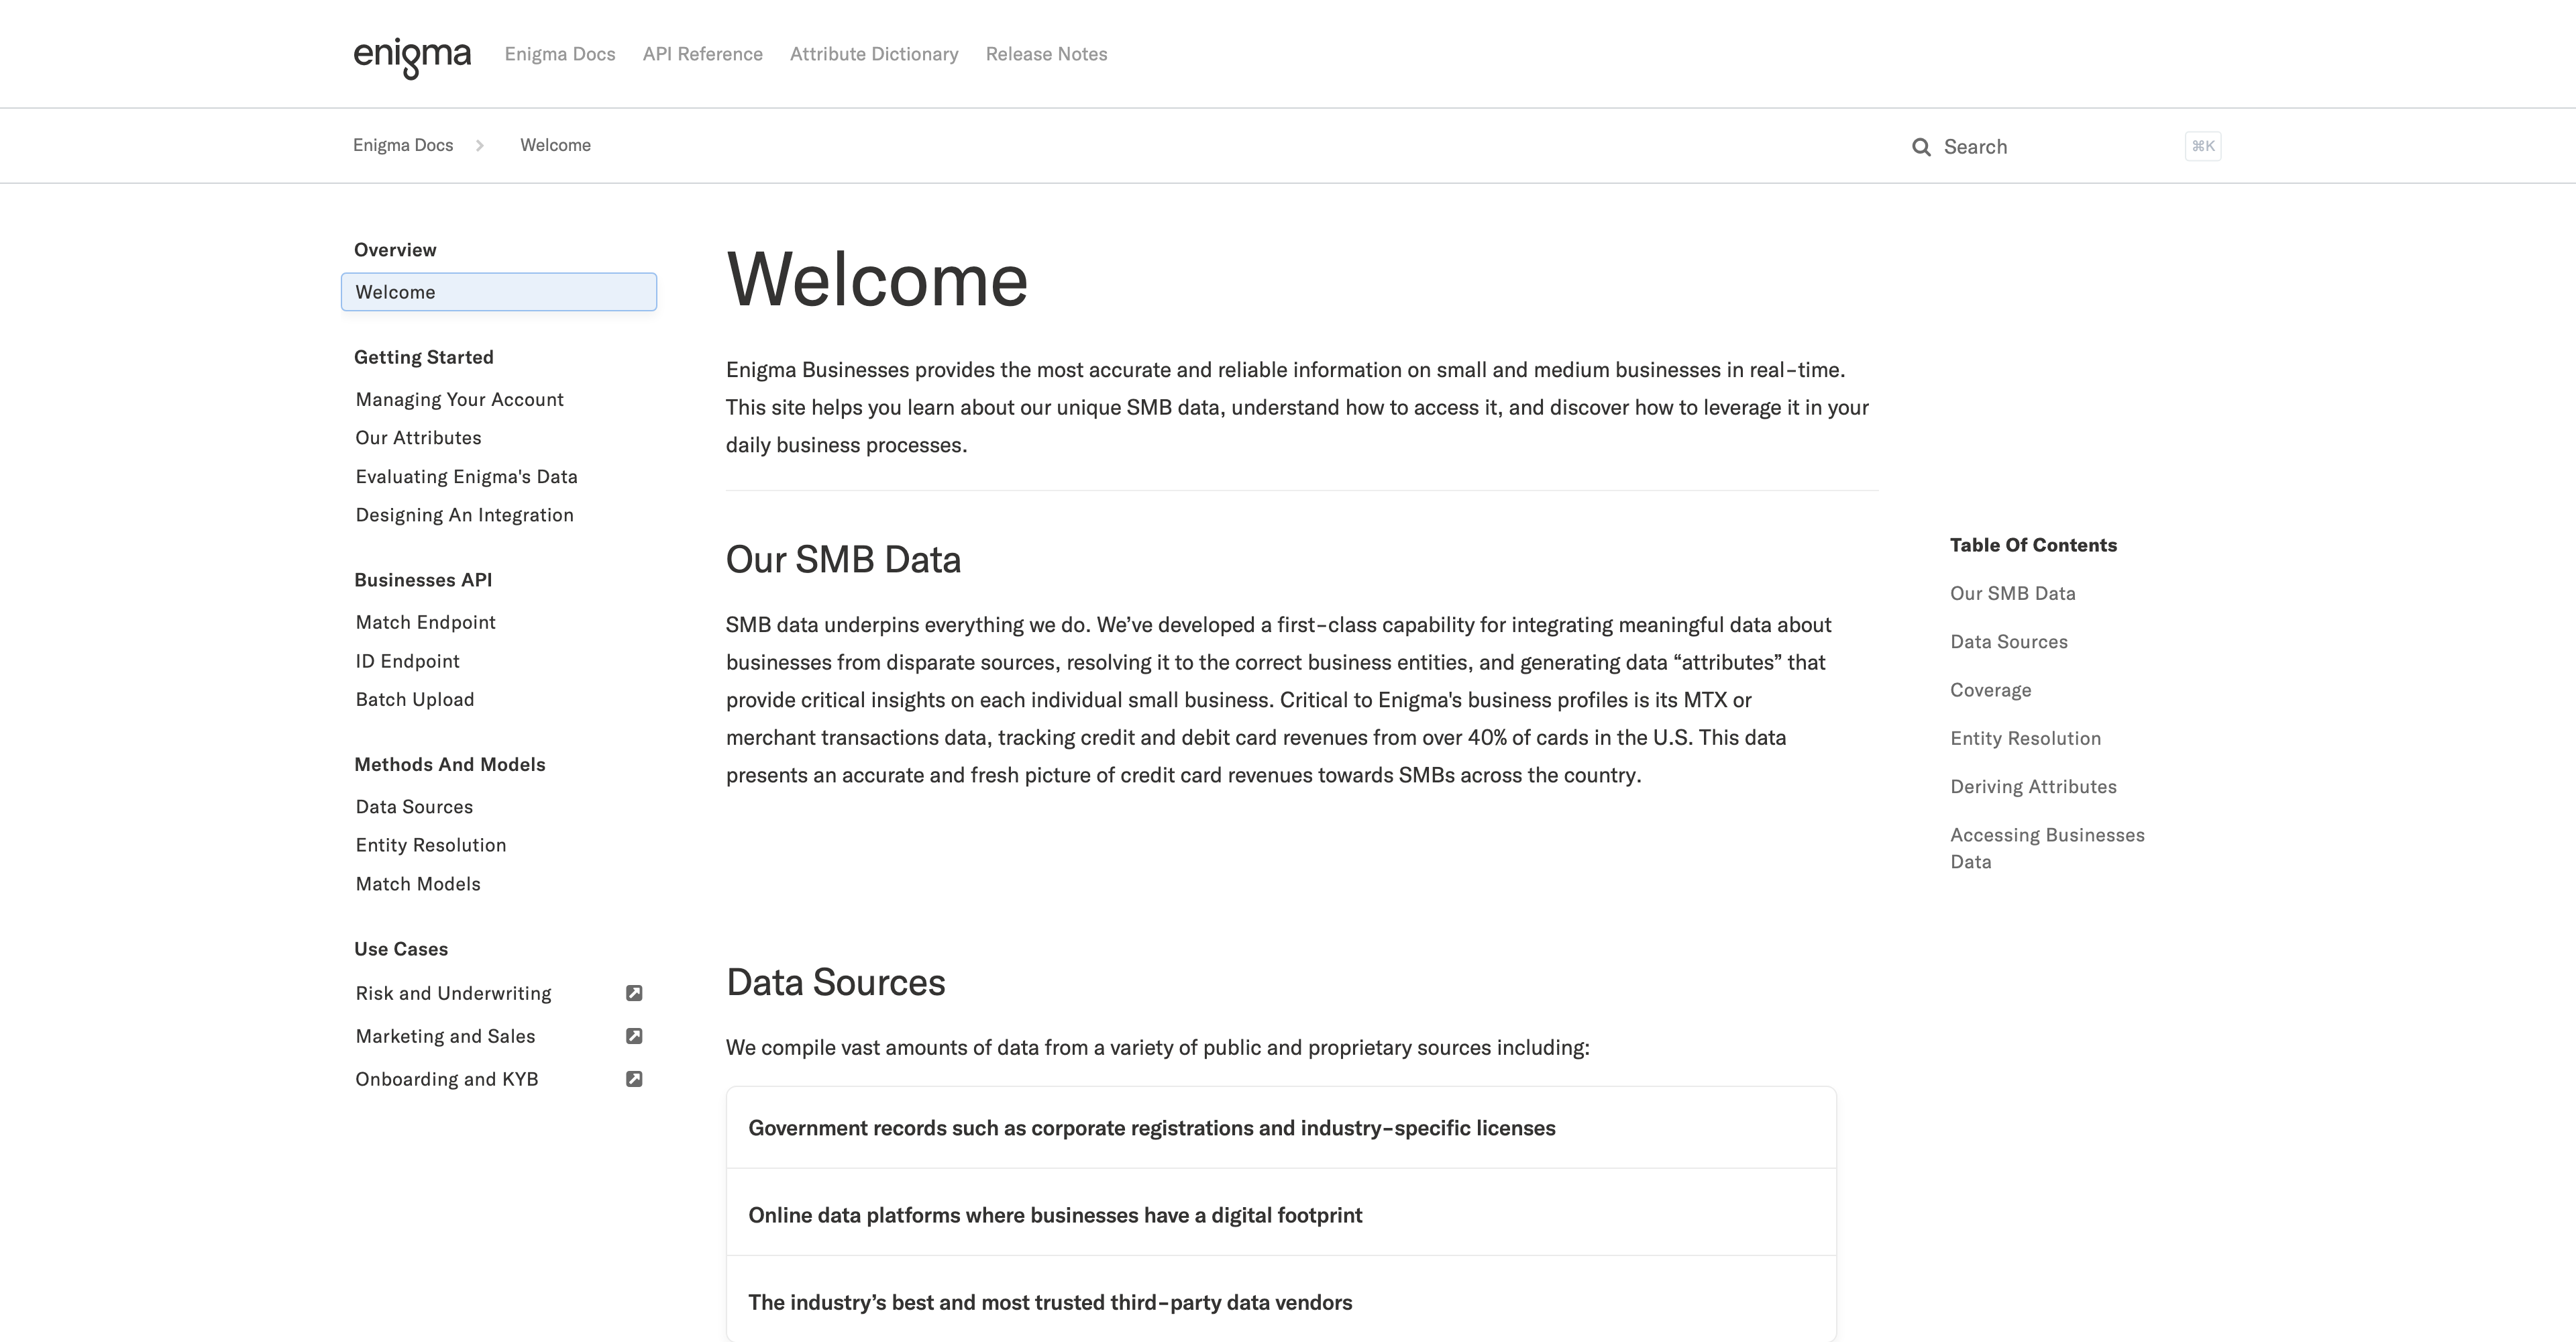 enigma
Enigma Docs
API Reference
Attribute Dictionary
Release Notes
Enigma Docs
Welcome
Search
⌘K
Overview
Welcome
Getting Started
Managing Your Account
Our Attributes
Evaluating Enigma's Data
Designing An Integration
Businesses API
Match Endpoint
ID Endpoint
Batch Upload
Methods And Models
Data Sources
Entity Resolution
Match Models
Use Cases
Risk and Underwriting
Marketing and Sales
Onboarding and KYB
Welcome
Enigma Businesses provides the most accurate and reliable information on small and medium businesses in real-time.
This site helps you learn about our unique SMB data, understand how to access it, and discover how to leverage it in your
daily business processes.
Our SMB Data
SMB data underpins everything we do. We’ve developed a first-class capability for integrating meaningful data about
businesses from disparate sources, resolving it to the correct business entities, and generating data “attributes” that
provide critical insights on each individual small business. Critical to Enigma's business profiles is its MTX or
merchant transactions data, tracking credit and debit card revenues from over 40% of cards in the U.S. This data
presents an accurate and fresh picture of credit card revenues towards SMBs across the country.
Data Sources
We compile vast amounts of data from a variety of public and proprietary sources including:
Government records such as corporate registrations and industry-specific licenses
Online data platforms where businesses have a digital footprint
The industry’s best and most trusted third-party data vendors
Table Of Contents
Our SMB Data
Data Sources
Coverage
Entity Resolution
Deriving Attributes
Accessing Businesses
Data